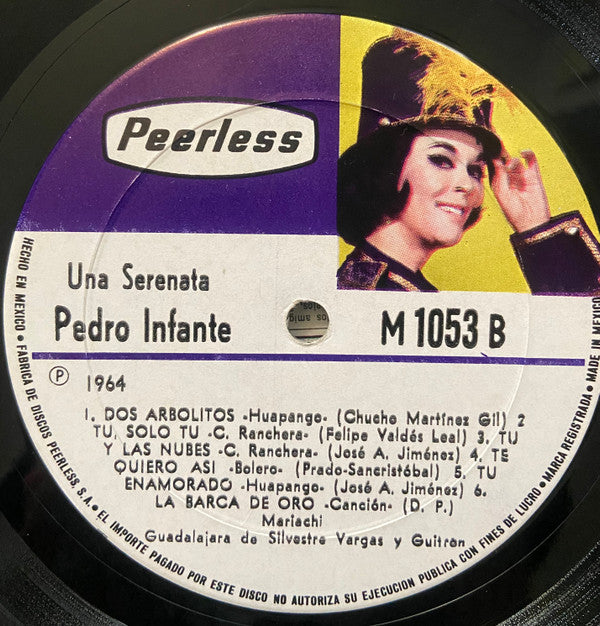 Peerless
Una Serenata
Pedro Infante
M 1053 B
℗ 1964
1. DOS ARBOLITOS -Huapango- (Chucho Martínez Gil) 2
TU, SOLO TU -C. Ranchera- (Felipe Valdés Leal) 3, TU
Y LAS NUBES -C. Ranchera- (José A. Jiménez) 4. TE
QUIERO ASI -Bolero- (Prado-Sancristóbal) 5. TU
ENAMORADO -Huapango- (José A. Jiménez) 6.
LA BARCA DE ORO -Canción- (D. P.)
Mariachi
Guadalajara de Silvestre Vargas y Guitron
HECHO EN MEXICO • FABRICA DE DISCOS PEERLESS, S.A. • EL IMPORTE PAGADO POR ESTE DISCO NO AUTORIZA SU EJECUCION PUBLICA CON FINES DE LUCRO • MARCA REGISTRADA • MADE IN MEXICO